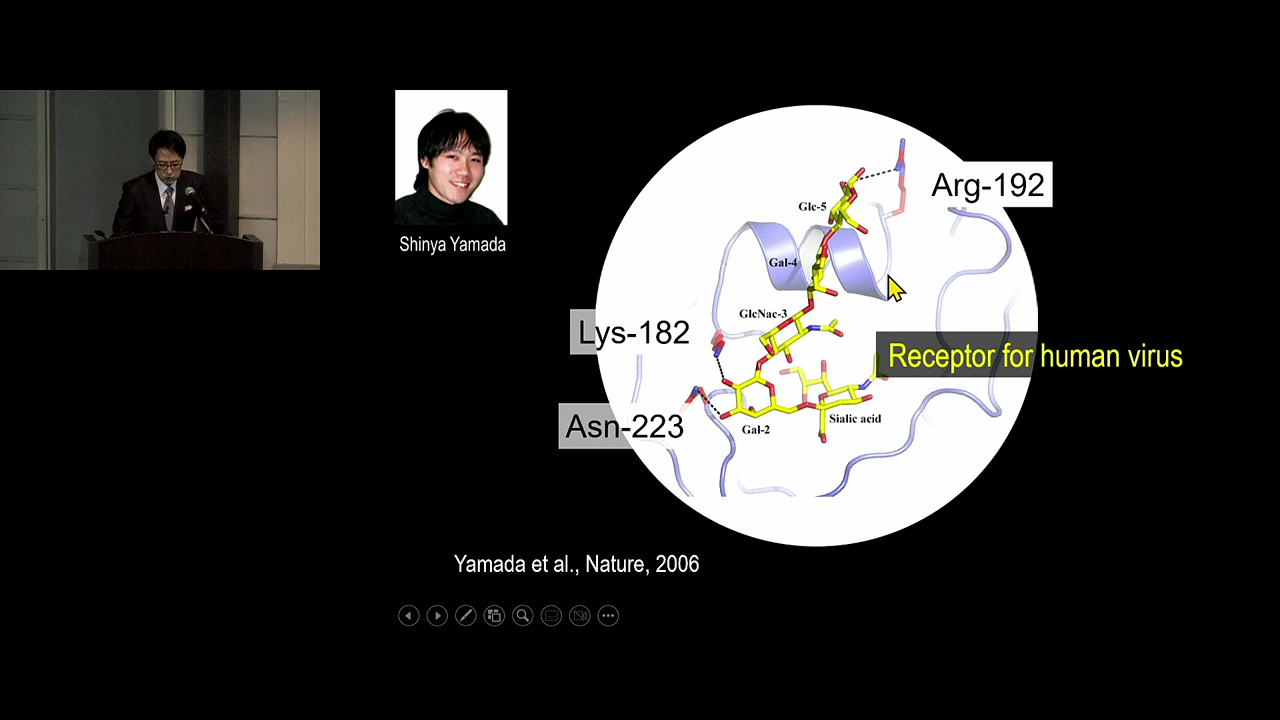 Shinya Yamada
Arg-192
Glc-5
Gal-4
GlcNac-3
Lys-182
Receptor for human virus
Asn-223
Gal-2
Sialic acid
Yamada et al., Nature, 2006